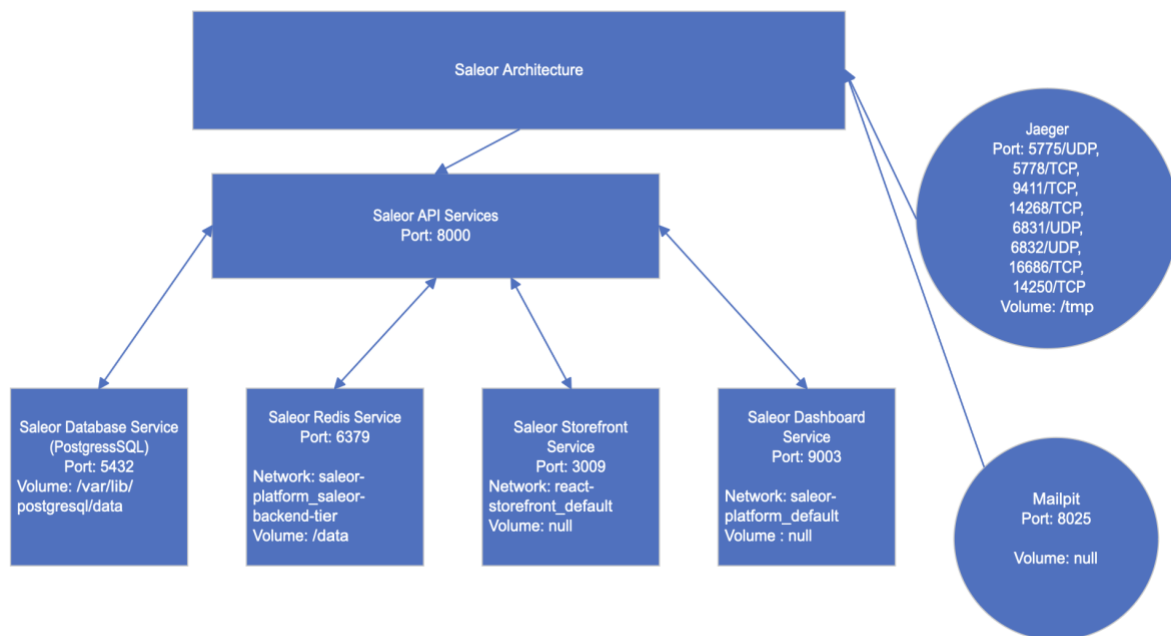 Saleor Architecture
Jaeger
Port: 5775/UDP,
5778/TCP,
9411/TCP,
14268/TCP,
6831/UDP,
6832/UDP,
16686/TCP,
14250/TCP
Volume: /tmp
Saleor API Services
Port: 8000
Saleor Database Service
(PostgressSQL)
Port: 5432
Volume: /var/lib/
postgresql/data
Saleor Redis Service
Port: 6379
Network: saleor-
platform_saleor-
backend-tier
Volume: /data
Saleor Storefront
Service
Port: 3009
Network: react-
storefront_default
Volume: null
Saleor Dashboard
Service
Port: 9003
Network: saleor-
platform_default
Volume : null
Mailpit
Port: 8025
Volume: null